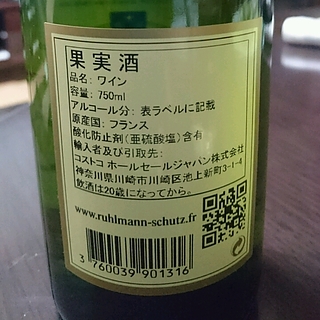 果実酒
品名: ワイン
容量: 750ml
アルコール分: 表ラベルに記載
原産国: フランス
酸化防止剤(亜硫酸塩)含有
輸入者及び引取先:
コストコ ホールセールジャパン株式会社
神奈川県川崎市川崎区池上新町3-1-4
飲酒は20歳になってから。
www.ruhlmann-schutz.fr
3 760039 901316